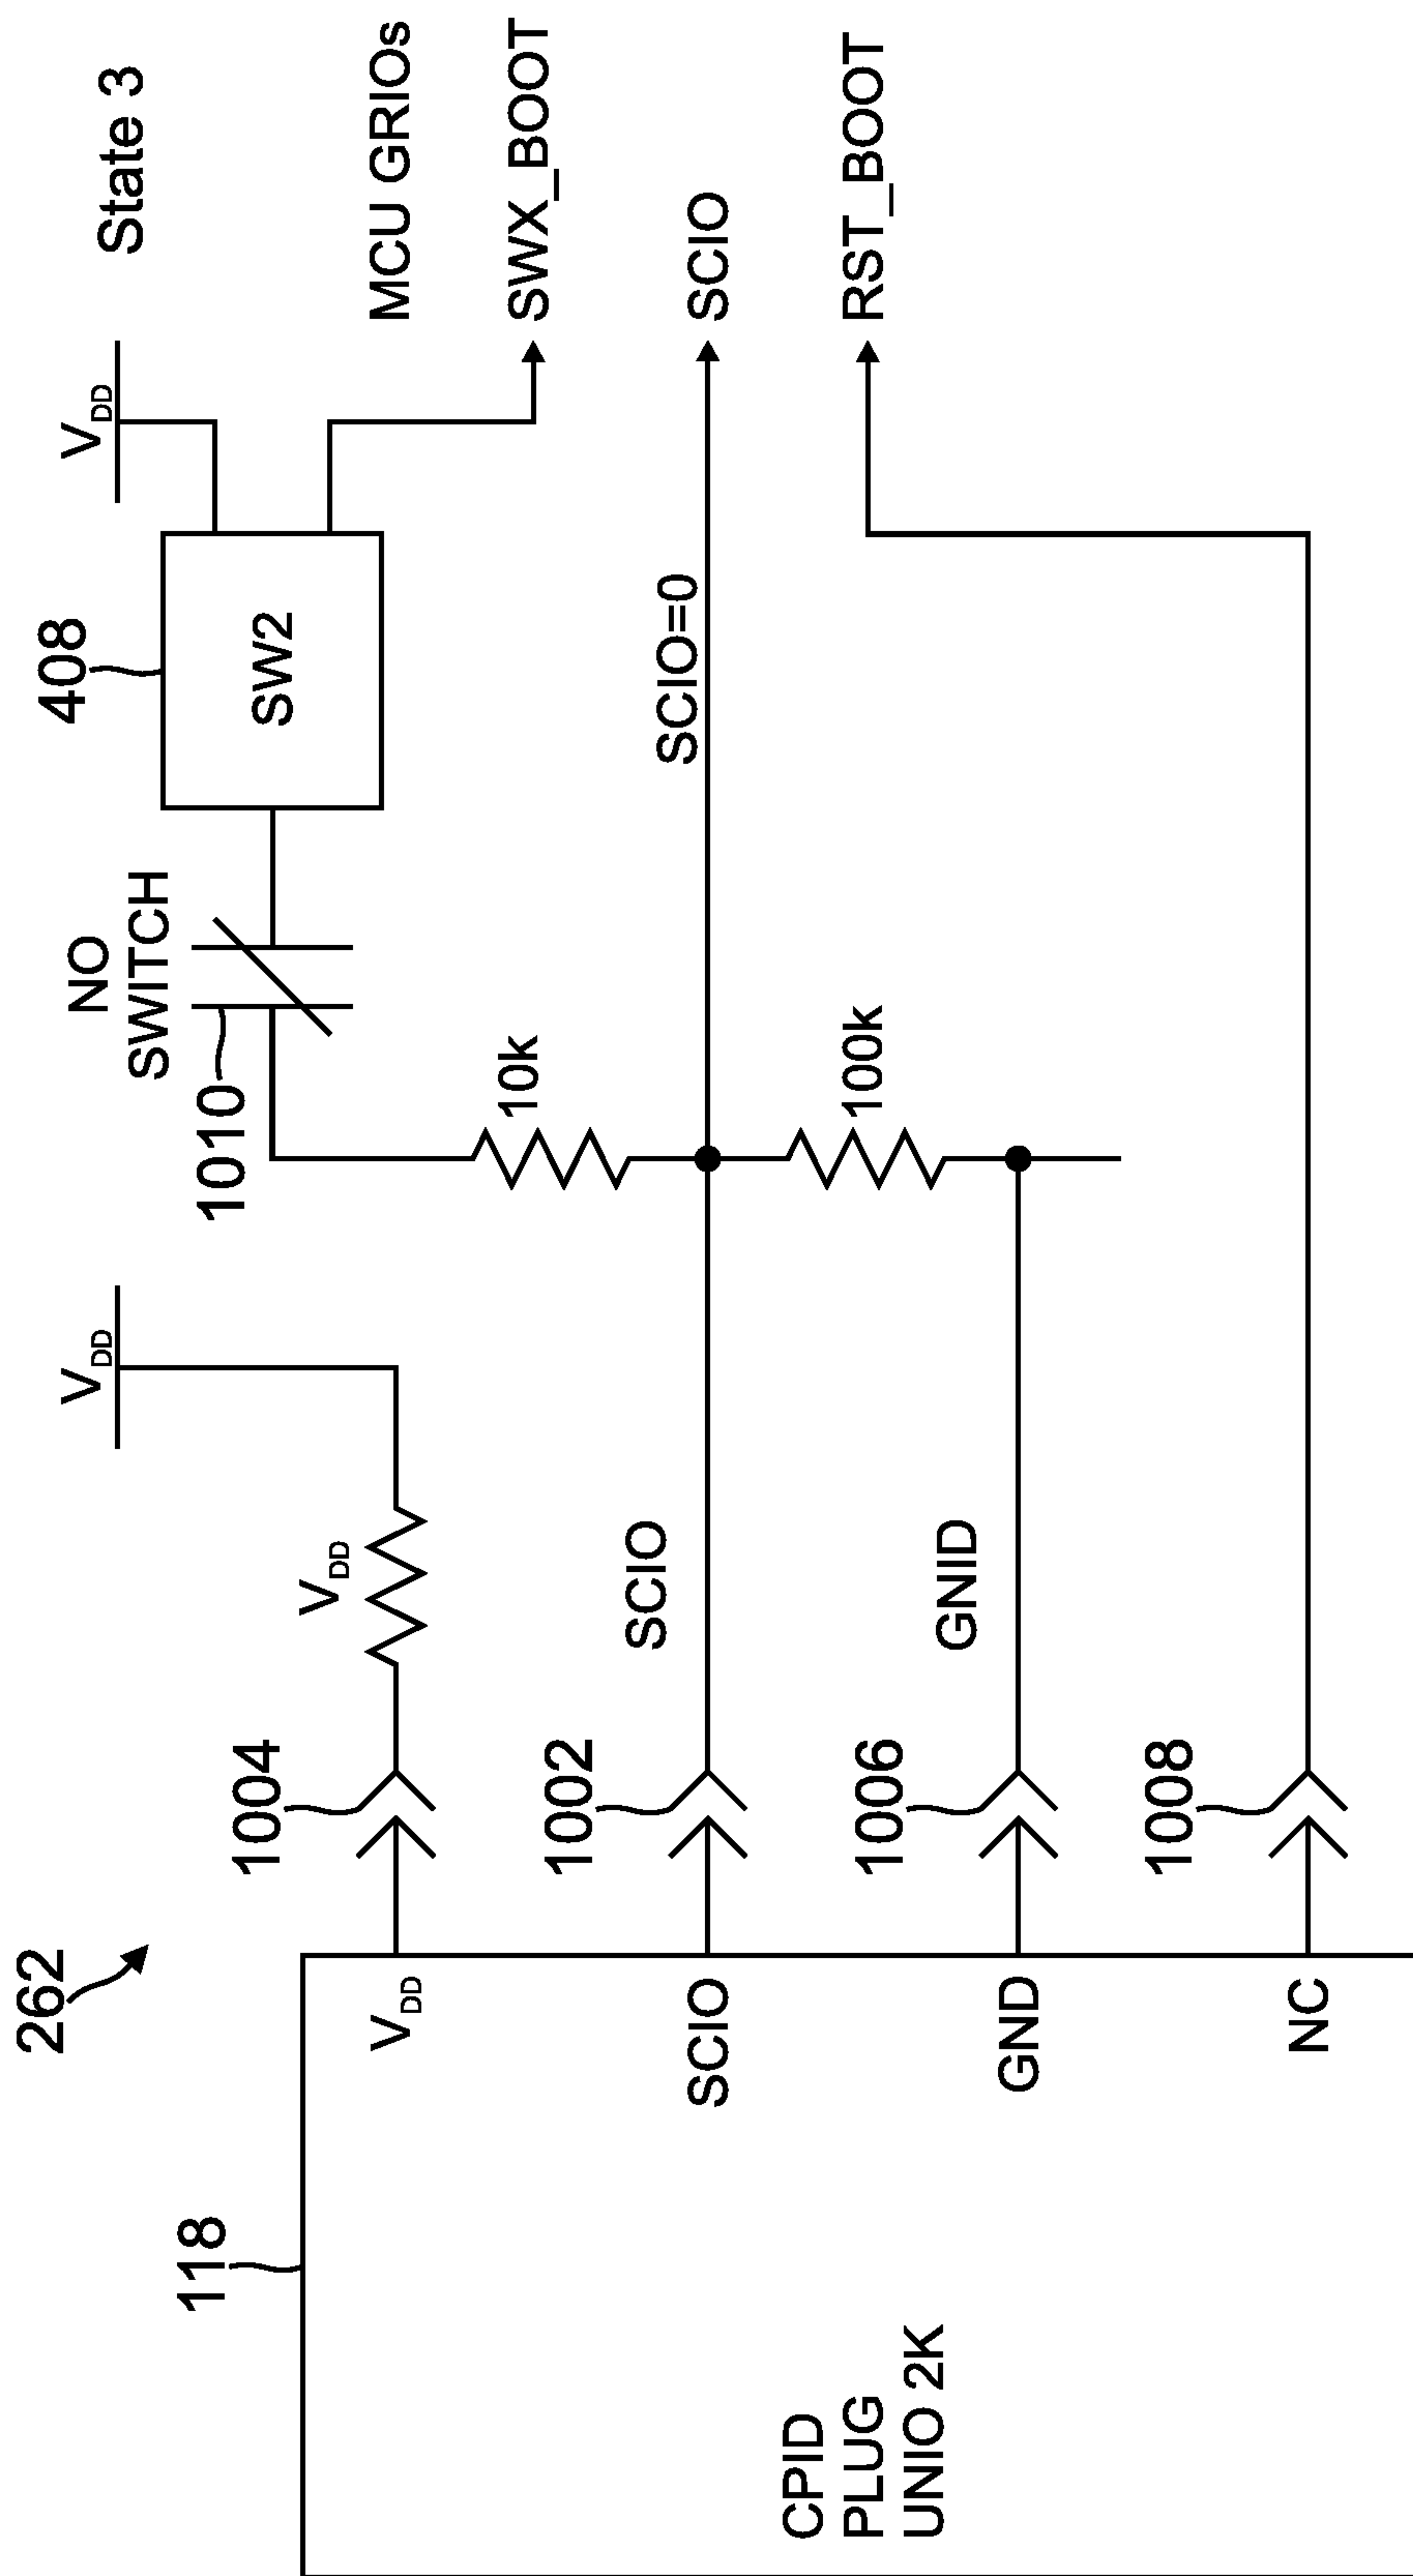 State 3
262
118
CPID
PLUG
UNIO 2K
VDD
SCIO
GND
NC
1004
1002
1006
1008
VDD
VDD
SCIO
GNID
1010
NO
SWITCH
10k
100k
408
SW2
VDD
SCIO=0
MCU GRIOs
SWX_BOOT
SCIO
RST_BOOT